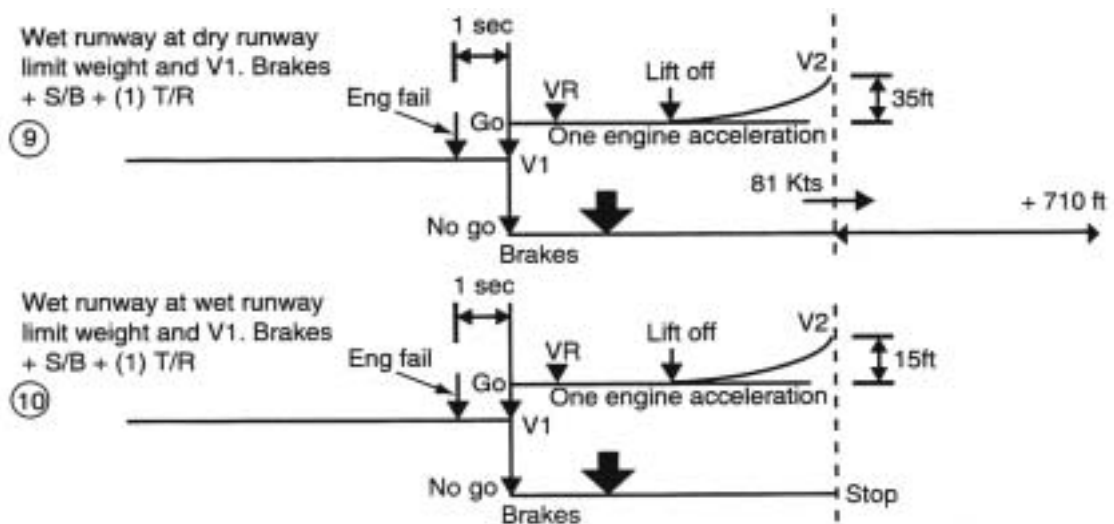 Wet runway at dry runway
limit weight and V1. Brakes
+ S/B + (1) T/R
9
1 sec
Eng fail
Go
V1
VR
Lift off
V2
35ft
One engine acceleration
81 Kts
+ 710 ft
No go
Brakes
Wet runway at wet runway
limit weight and V1. Brakes
+ S/B + (1) T/R
10
1 sec
Eng fail
Go
V1
VR
Lift off
V2
15ft
One engine acceleration
No go
Brakes
Stop